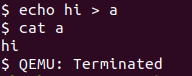 $ echo hi > a
$ cat a
hi
$ QEMU: Terminated